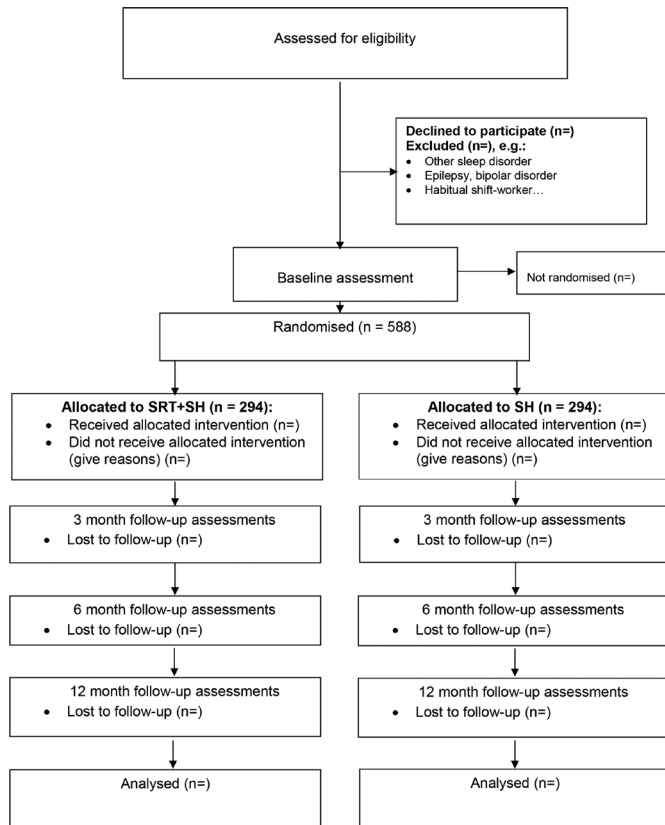 Assessed for eligibility
Declined to participate (n=)
Excluded (n=), e.g.:
• Other sleep disorder
• Epilepsy, bipolar disorder
• Habitual shift-worker…
Baseline assessment
Not randomised (n=)
Randomised (n = 588)
Allocated to SRT+SH (n = 294):
• Received allocated intervention (n=)
• Did not receive allocated intervention
(give reasons) (n=)
Allocated to SH (n = 294):
• Received allocated intervention (n=)
• Did not receive allocated intervention
(give reasons) (n=)
3 month follow-up assessments
• Lost to follow-up (n=)
3 month follow-up assessments
• Lost to follow-up (n=)
6 month follow-up assessments
• Lost to follow-up (n=)
6 month follow-up assessments
• Lost to follow-up (n=)
12 month follow-up assessments
• Lost to follow-up (n=)
12 month follow-up assessments
• Lost to follow-up (n=)
Analysed (n=)
Analysed (n=)